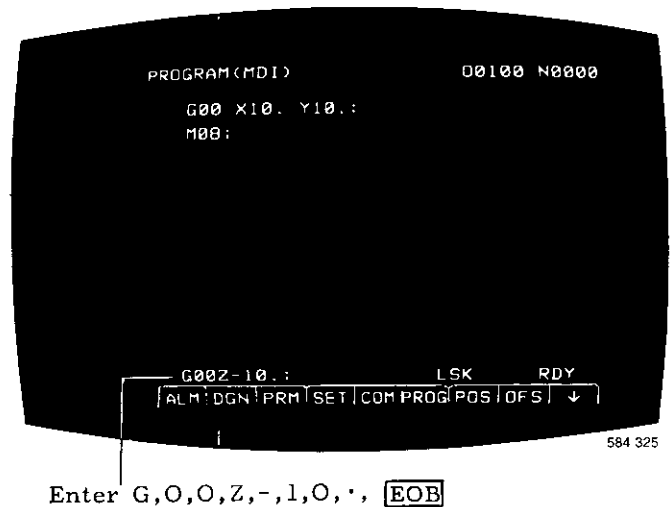 PROGRAM(MDI) O0100 N0000
G00 X10. Y10.;
M08;
G00Z-10.; LSK RDY
ALM DGN PRM SET COM PROG POS OFS ↓
584 325
Enter G,O,O,Z,-,1,O,·, EOB